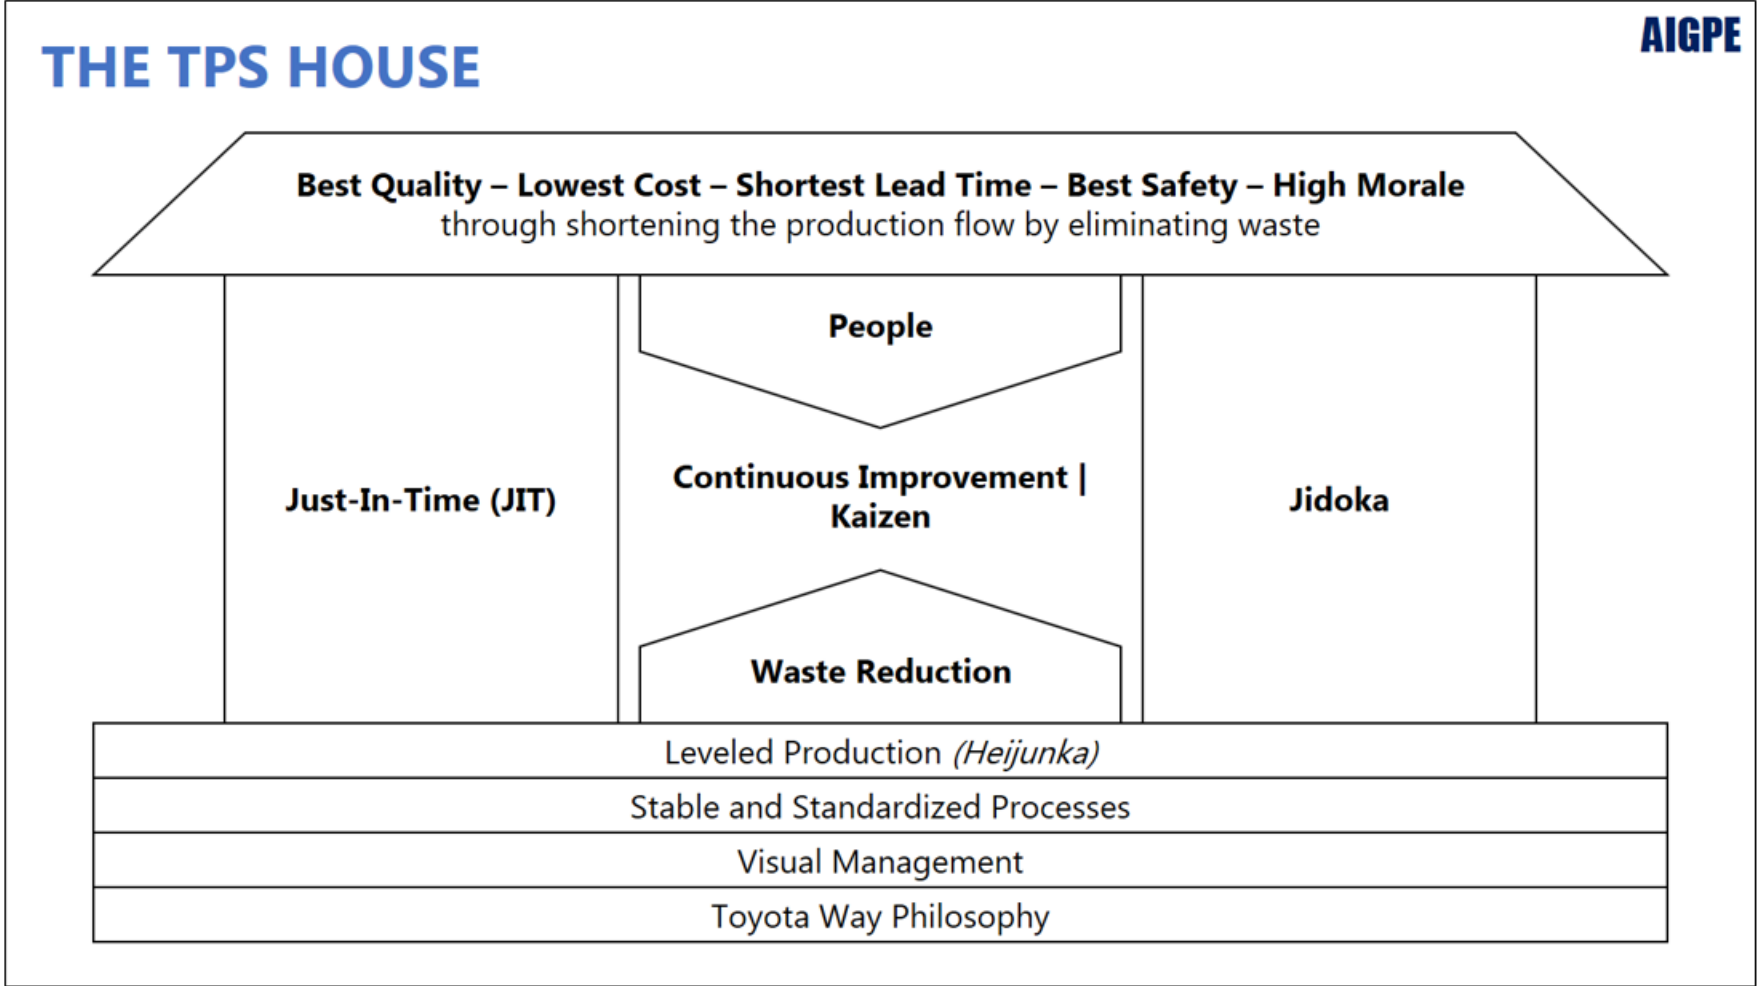 THE TPS HOUSE
AIGPE
Best Quality – Lowest Cost – Shortest Lead Time – Best Safety – High Morale
through shortening the production flow by eliminating waste
People
Just-In-Time (JIT)
Continuous Improvement |
Kaizen
Jidoka
Waste Reduction
Leveled Production (Heijunka)
Stable and Standardized Processes
Visual Management
Toyota Way Philosophy